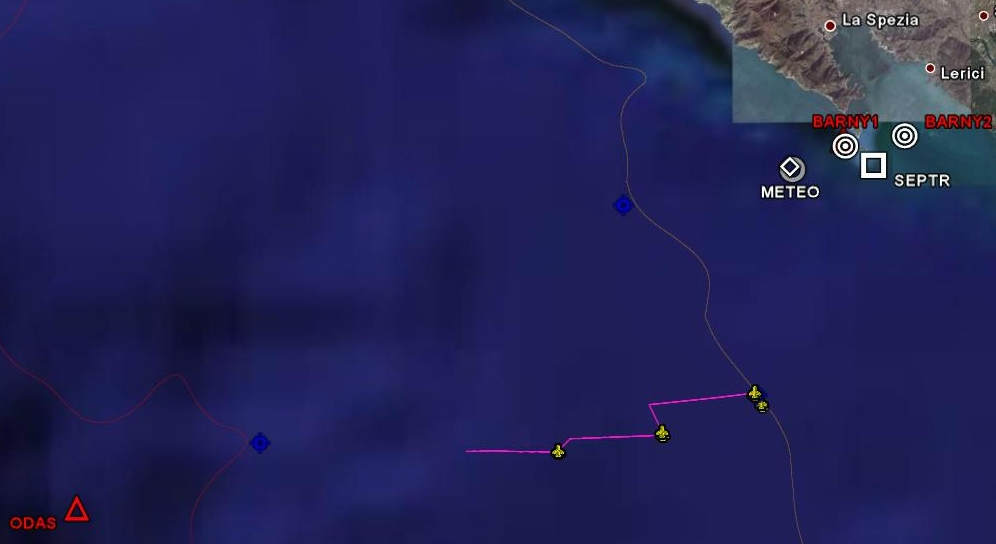 La Spezia
Lerici
BARNY1
BARNY2
SEPTR
METEO
ODAS